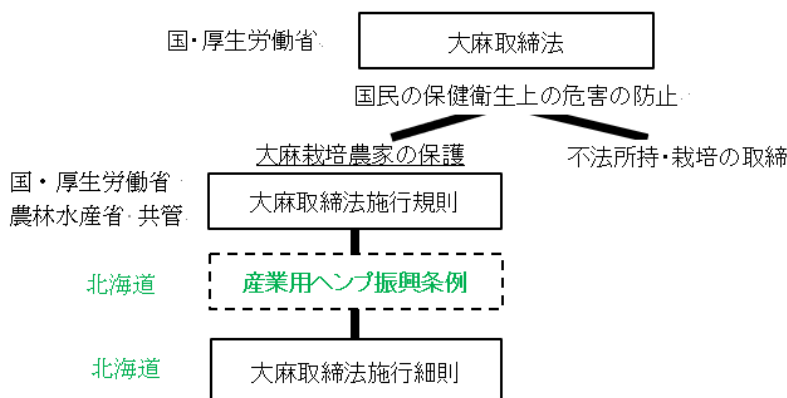 国・厚生労働省
大麻取締法
国民の保健衛生上の危害の防止
大麻栽培農家の保護
不法所持・栽培の取締
国・厚生労働省
農林水産省 共管
大麻取締法施行規則
北海道
産業用ヘンプ振興条例
北海道
大麻取締法施行細則